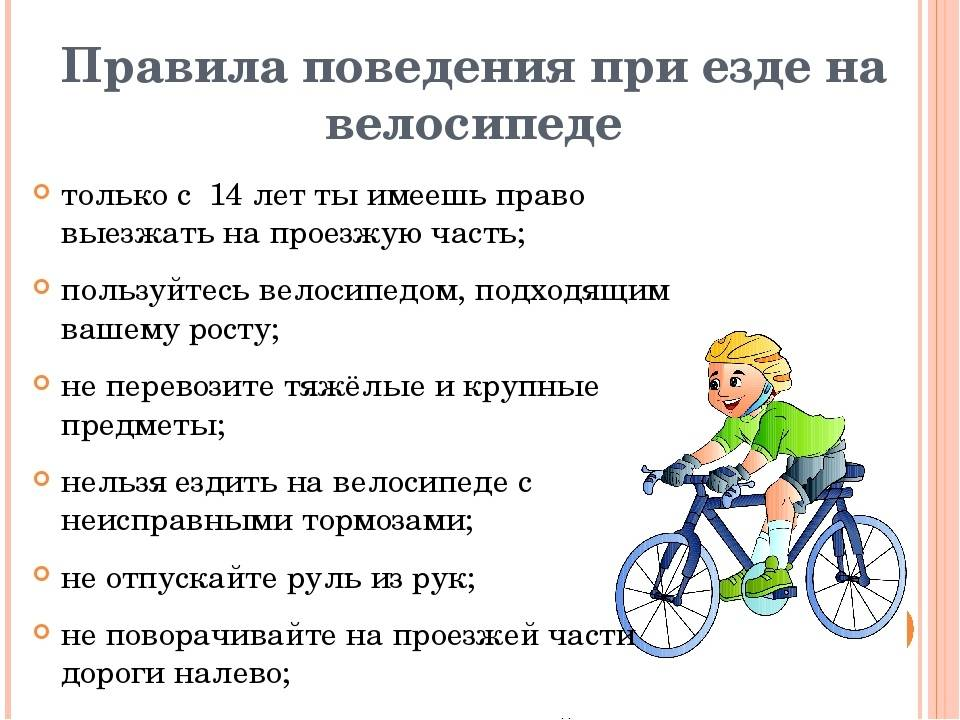 Правила поведения при езде на
велосипеде
только с 14 лет ты имеешь право
выезжать на проезжую часть;
пользуйтесь велосипедом, подходящим
вашему росту;
не перевозите тяжёлые и крупные
предметы;
нельзя ездить на велосипеде с
неисправными тормозами;
не отпускайте руль из рук;
не поворачивайте на проезжей части
дороги налево;